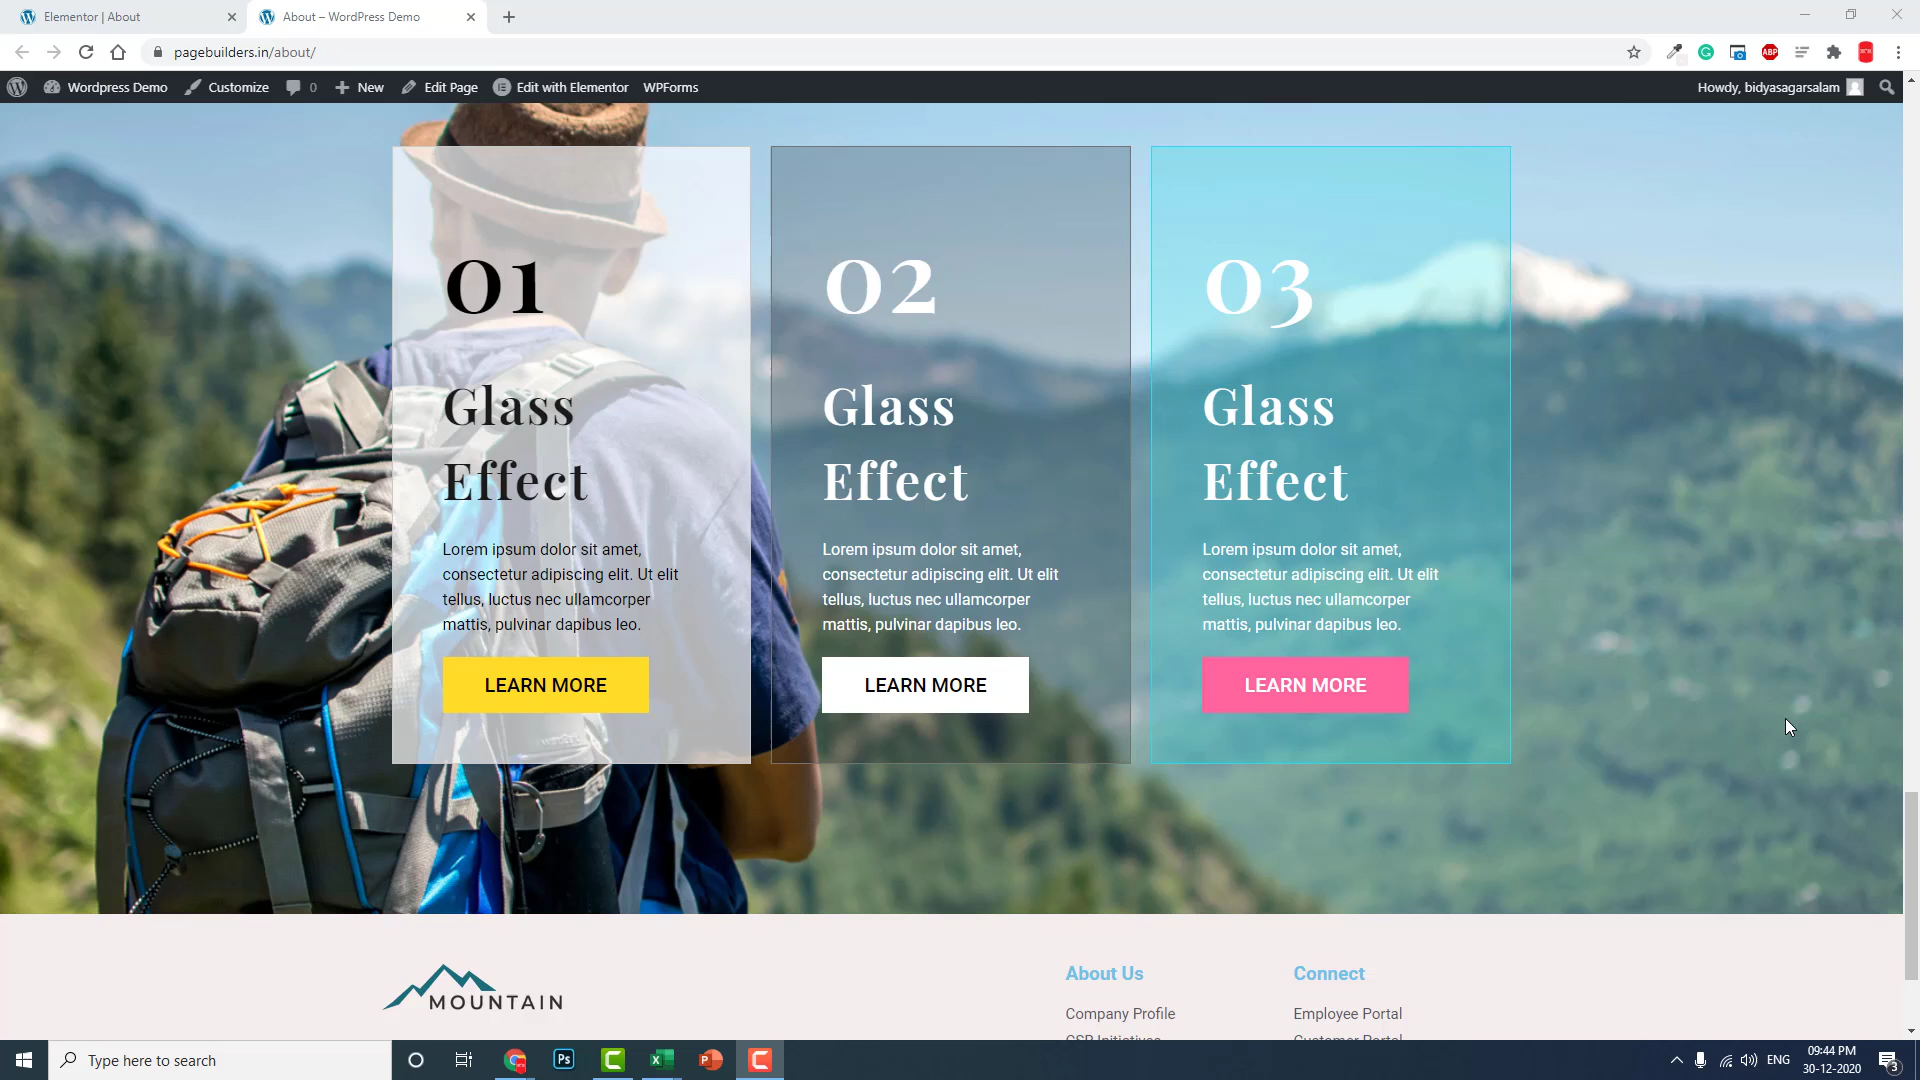 Elementor | About
About – WordPress Demo
pagebuilders.in/about/
ABP
Wordpress Demo
Customize
0
New
Edit Page
Edit with Elementor
WPForms
Howdy, bidyasagarsalam
01
Glass
Effect
Lorem ipsum dolor sit amet,
consectetur adipiscing elit. Ut elit
tellus, luctus nec ullamcorper
mattis, pulvinar dapibus leo.
LEARN MORE
02
Glass
Effect
Lorem ipsum dolor sit amet,
consectetur adipiscing elit. Ut elit
tellus, luctus nec ullamcorper
mattis, pulvinar dapibus leo.
LEARN MORE
03
Glass
Effect
Lorem ipsum dolor sit amet,
consectetur adipiscing elit. Ut elit
tellus, luctus nec ullamcorper
mattis, pulvinar dapibus leo.
LEARN MORE
MOUNTAIN
About Us
Company Profile
CSR Initiatives
Connect
Employee Portal
Customer Portal
Type here to search
Ps
ENG
09:44 PM
30-12-2020
3